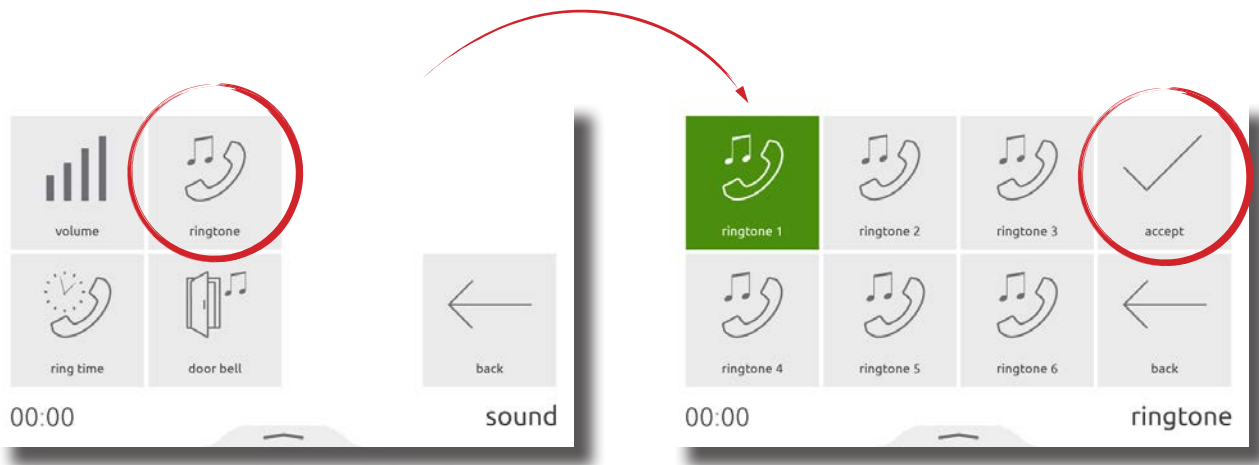 volume
ringtone
ring time
door bell
back
00:00
sound
ringtone 1
ringtone 2
ringtone 3
accept
ringtone 4
ringtone 5
ringtone 6
back
00:00
ringtone